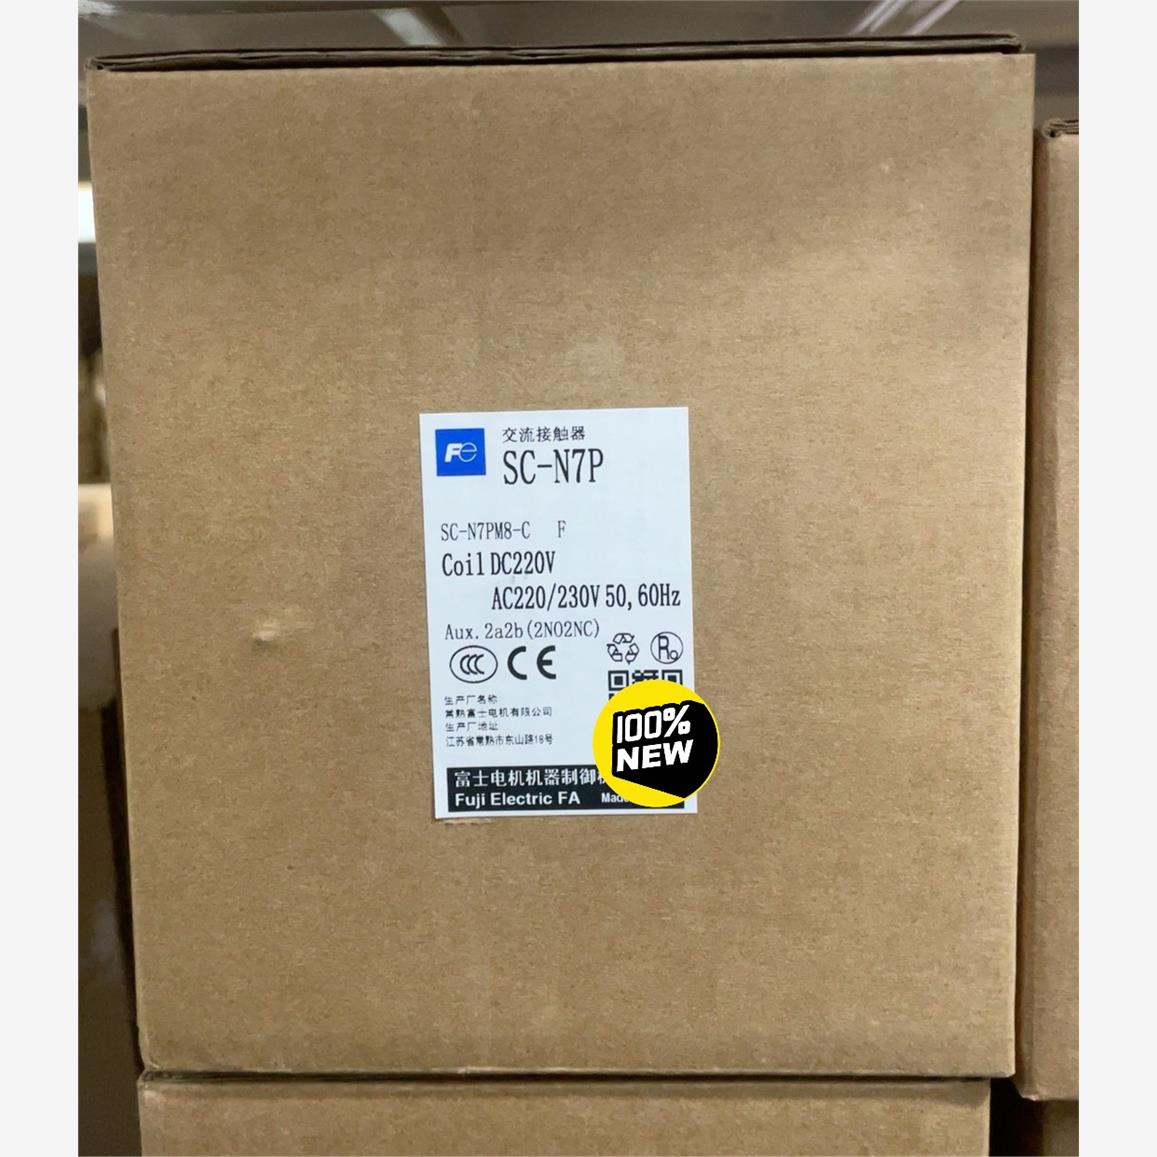 Fe
交流接触器
SC-N7P
SC-N7PM8-C F
Coil DC220V
AC220/230V 50, 60Hz
Aux. 2a2b (2NO2NC)
CCC CE Ro
生产厂名称
常熟富士电机有限公司
生产厂地址
江苏省常熟市东山路18号
100%
NEW
富士电机机器制御
Fuji Electric FA Made